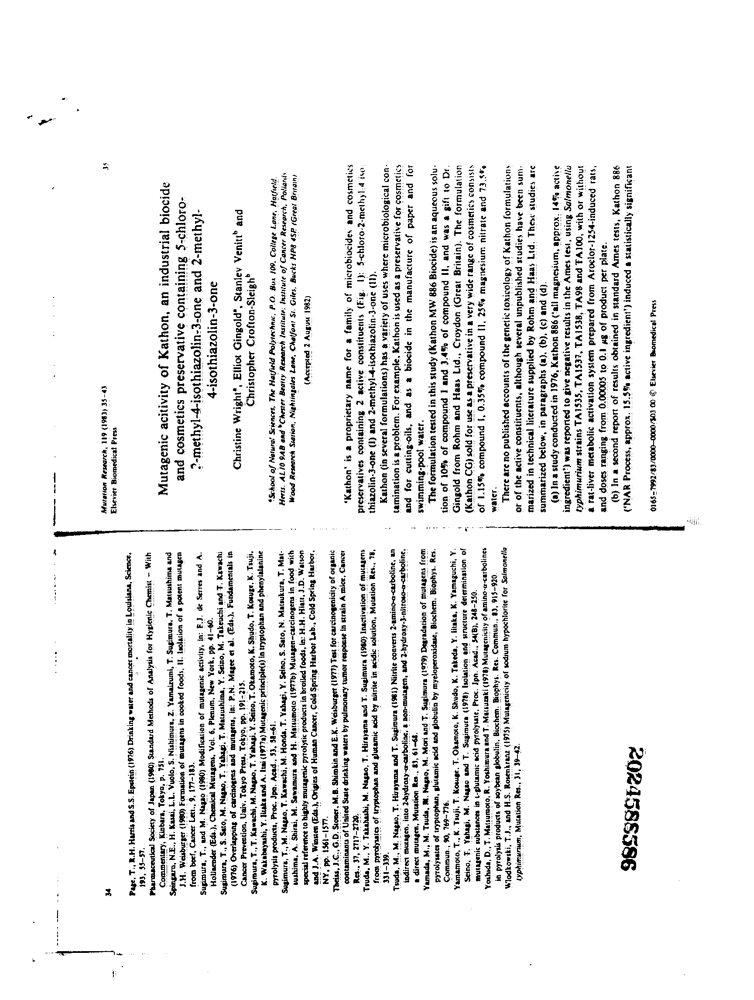 34
Page, T., R.H. Harris and S.S. Epstein (1976) Drinking water and cancer mortality in Louisiana, Science,
193, 55–57.
Pharmaceutical Society of Japan (1980) Standard Methods of Analysis for Hygienic Chemist – With
Commentary, Kinbara, Tokyo, p. 751.
Spingarn, N.E., H. Kasai, L.L. Vuolo, S. Nishimura, Z. Yamaizumi, T. Sugimura, T. Matsushima and
J.H. Weisburger (1980) Formation of mutagens in cooked foods, II. Isolation of a potent mutagen
from beef, Cancer Lett., 9, 177–183.
Sugimura, T., and M. Nagao (1980) Modification of mutagenic activity, in: F.J. de Serres and A.
Hollaender (Eds.), Chemical Mutagens, Vol. 6, Plenum, New York, pp. 41–60.
Sugimura, T., S. Sato, M. Nagao, T. Yahagi, T. Matsushima, Y. Seino, M. Takeuchi and T. Kawachi
(1976) Overlapping of carcinogens and mutagens, in: P.N. Magee et al. (Eds.), Fundamentals in
Cancer Prevention, Univ. Tokyo Press, Tokyo, pp. 191–215.
Sugimura, T., T. Kawachi, M. Nagao, T. Yahagi, Y. Seino, T. Okamoto, K. Shudo, T. Kosuge, K. Tsuji,
K. Wakabayashi, Y. Iitaka and A. Itai (1977a) Mutagenic principle(s) in tryptophan and phenylalanine
pyrolysis products, Proc. Jpn. Acad., 53, 58–61.
Sugimura, T., M. Nagao, T. Kawachi, M. Honda, T. Yahagi, Y. Seino, S. Sato, N. Matsukura, T. Mat-
sushima, A. Shirai, M. Sawamura and H. Matsumoto (1977b) Mutagen-carcinogens in food with
special reference to highly mutagenic pyrolytic products in broiled foods, in: H.H. Hiatt, J.D. Watson
and J.A. Winsten (Eds.), Origins of Human Cancer, Cold Spring Harbor Lab., Cold Spring Harbor,
NY, pp. 1561–1577.
Theiss, J.C., G.D. Stoner, M.B. Shimkin and E.K. Weisburger (1977) Test for carcinogenicity of organic
contaminants of United States drinking waters by pulmonary tumor response in strain A mice, Cancer
Res., 37, 2717–2720.
Tsuda, M., Y. Takahashi, M. Nagao, T. Hirayama and T. Sugimura (1980) Inactivation of mutagens
from pyrolysates of tryptophan and glutamic acid by nitrite in acidic solution, Mutation Res., 78,
331–339.
Tsuda, M., M. Nagao, T. Hirayama and T. Sugimura (1981) Nitrite converts 2-amino-α-carboline, an
indirect mutagen, into 2-hydroxy-α-carboline, a non-mutagen, and 2-hydroxy-3-nitroso-α-carboline,
a direct mutagen, Mutation Res., 83, 61–68.
Yamada, M., M. Tsuda, M. Nagao, M. Mori and T. Sugimura (1979) Degradation of mutagens from
pyrolysates of tryptophan, glutamic acid and globulin by myeloperoxidase, Biochem. Biophys. Res.
Commun., 90, 769–776.
Yamamoto, T., K. Tsuji, T. Kosuge, T. Okamoto, K. Shudo, K. Takeda, Y. Iitaka, K. Yamaguchi, Y.
Seino, T. Yahagi, M. Nagao and T. Sugimura (1978) Isolation and structure determination of
mutagenic substances in L-glutamic acid pyrolysate, Proc. Jpn. Acad., 54(B), 248–250.
Yoshida, D., T. Matsumoto, R. Yoshimura and T. Matsuzaki (1978) Mutagenicity of amino-α-carbolines
in pyrolysis products of soybean globulin, Biochem. Biophys. Res. Commun., 83, 915–920.
Wlodkowski, T.J., and H.S. Rosenkranz (1975) Mutagenicity of sodium hypochlorite for Salmonella
typhimurium, Mutation Res., 31, 39–42.
2024585586
Mutation Research, 119 (1983) 35–43
35
Elsevier Biomedical Press
Mutagenic acitivity of Kathon, an industrial biocide
and cosmetics preservative containing 5-chloro-
2-methyl-4-isothiazolin-3-one and 2-methyl-
4-isothiazolin-3-one
Christine Wrightᵃ, Elliot Gingoldᵃ, Stanley Venittᵇ and
Christopher Crofton-Sleighᵇ
ᵃSchool of Natural Sciences, The Hatfield Polytechnic, P.O. Box 109, College Lane, Hatfield,
Herts. AL10 9AB and ᵇChester Beatty Research Institute, Institute of Cancer Research, Pollards
Wood Research Station, Nightingales Lane, Chalfont St. Giles, Bucks HP8 4SP (Great Britain)
(Accepted 2 August 1982)
'Kathon' is a proprietary name for a family of microbiocides and cosmetics
preservatives containing 2 active constituents (Fig. 1): 5-chloro-2-methyl 4 iso-
thiazolin-3-one (I) and 2-methyl-4-isothiazolin-3-one (II).
Kathon (in several formulations) has a variety of uses where microbiological con-
tamination is a problem. For example, Kathon is used as a preservative for cosmetics
and for cutting-oils, and as a biocide in the manufacture of paper and for
swimming-pool water.
The formulation tested in this study (Kathon MW 886 Biocide) is an aqueous solu-
tion of 10% of compound I and 3.4% of compound II, and was a gift to Dr.
Gingold from Rohm and Haas Ltd., Croydon (Great Britain). The formulation
(Kathon CG) sold for use as a preservative in a very wide range of cosmetics consists
of 1.15% compound I, 0.35% compound II, 25% magnesium nitrate and 73.5%
water.
There are no published accounts of the genetic toxicology of Kathon formulations
or of the active constituents, although several unpublished studies have been sum-
marized in technical literature supplied by Rohm and Haas Ltd. These studies are
summarized below, in paragraphs (a), (b), (c) and (d).
(a) In a study conducted in 1976, Kathon 886 ('all magnesium, approx. 14% active
ingredient') was reported to give negative results in the Ames test, using Salmonella
typhimurium strains TA1535, TA1537, TA1538, TA98 and TA100, with or without
a rat-liver metabolic activation system prepared from Aroclor-1254-induced rats,
and doses ranging from 0.00005 to 0.1 μg of product per plate.
(b) In a second report of results obtained in standard Ames tests, Kathon 886
('NAR Process, approx. 15.5% active ingredient') induced a statistically significant
0165-7992/83/0000-0000/$03.00 © Elsevier Biomedical Press